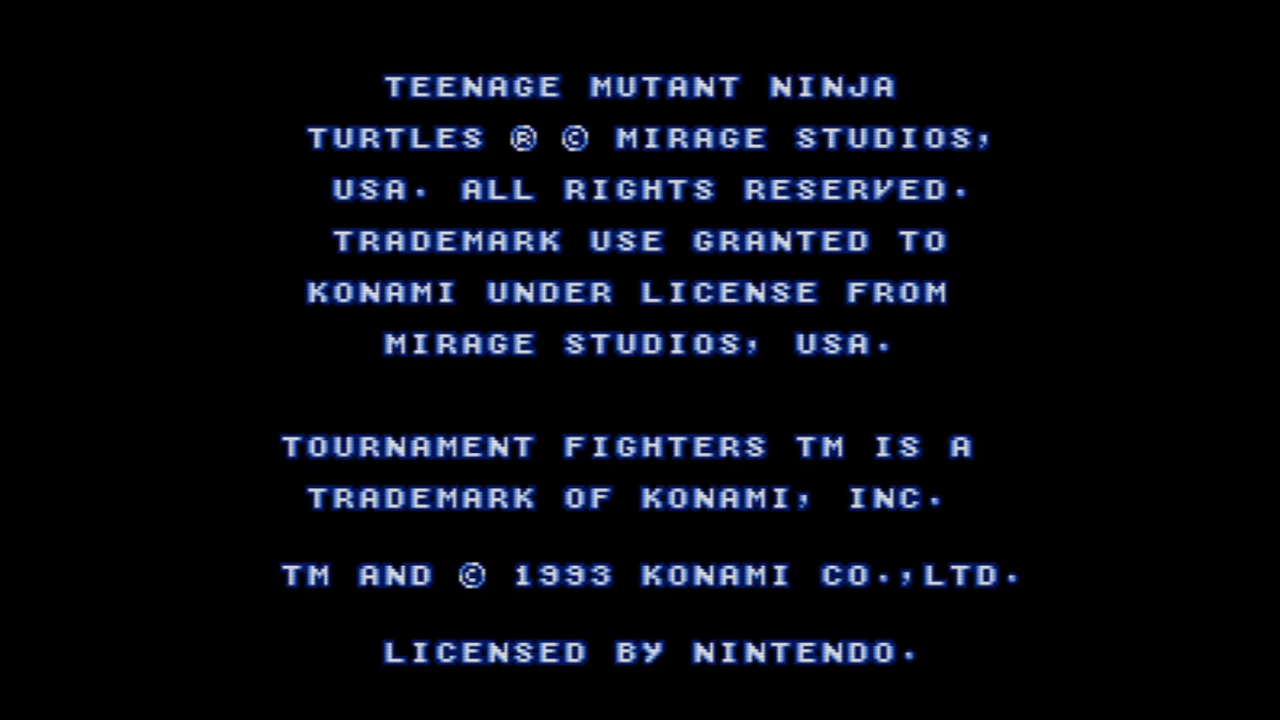 TEENAGE MUTANT NINJA
TURTLES ® © MIRAGE STUDIOS,
USA. ALL RIGHTS RESERVED.
TRADEMARK USE GRANTED TO
KONAMI UNDER LICENSE FROM
MIRAGE STUDIOS, USA.
TOURNAMENT FIGHTERS TM IS A
TRADEMARK OF KONAMI, INC.
TM AND © 1993 KONAMI CO.,LTD.
LICENSED BY NINTENDO.